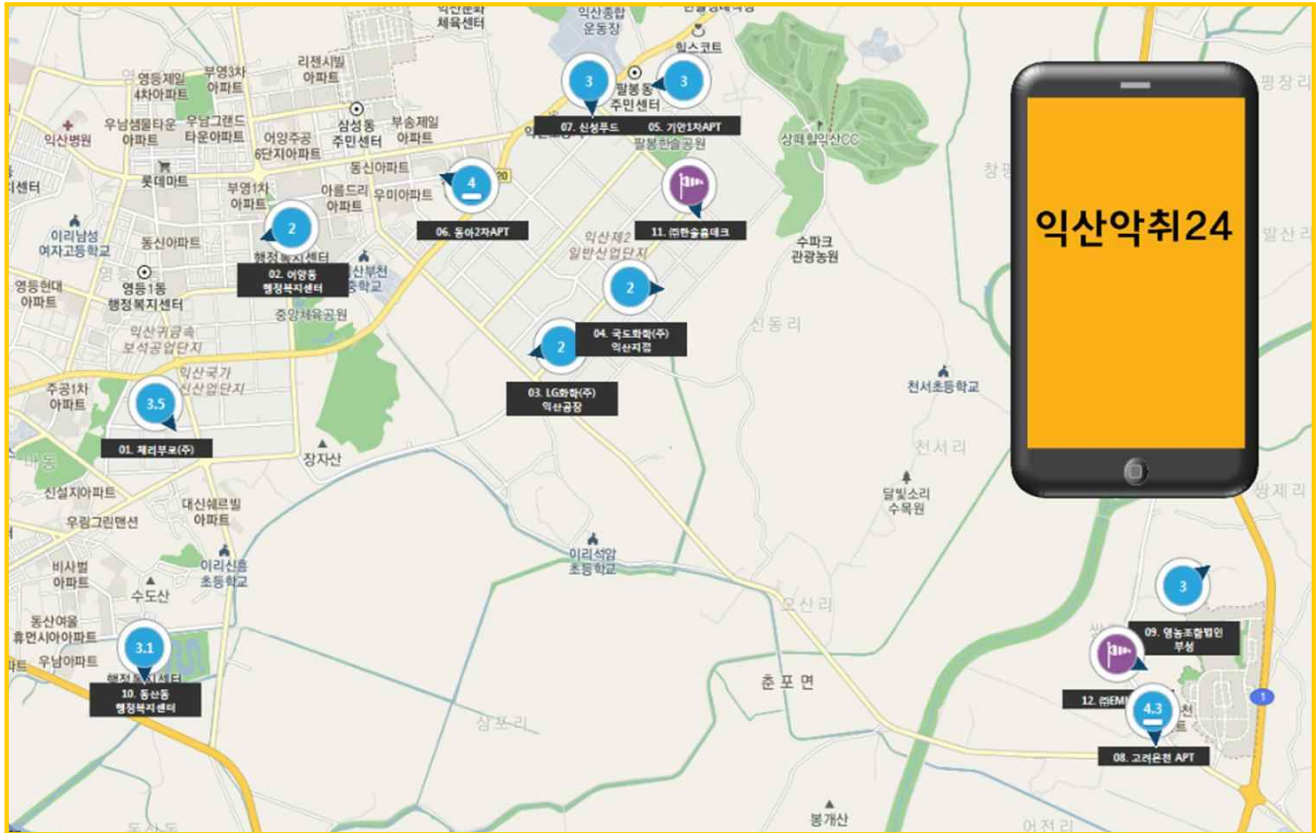 익산문화
체육센터
익산종합
운동장
힐스코트
팔봉동
주민센터
영등제일
4차아파트
부영3차
아파트
리젠시빌
아파트
익산병원
우남샘물타운
아파트
우남그랜드
타운아파트
어양주공
6단지아파트
삼성동
주민센터
부송제일
아파트
3
07. 신성푸드
3
05. 기안1차APT
팔봉한솔공원
상떼힐익산CC
평장리
롯데마트
동신아파트
부영1차
아파트
아름드리
아파트
우미아파트
4
20
06. 동아2차APT
11. ㈜한솔홈데크
익산악취24
이리남성
여자고등학교
동신아파트
2
행정복지센터
02. 어양동
행정복지센터
익산제2
일반산업단지
수파크
관광농원
발산리
영등현대
아파트
영등1동
행정복지센터
중앙체육공원
2
04. 국도화학(주)
익산지점
신동리
익산귀금속
보석공업단지
2
03. LG화학(주)
익산공장
주공1차
아파트
익산국가
3.5
01. 체리부로(주)
천서초등학교
장자산
천서리
신설지아파트
대신쉐르빌
아파트
우림그린맨션
달빛소리
수목원
쌍제리
비사벌
아파트
수도산
이리신흥
초등학교
이리석암
초등학교
오산리
3
09. 영농조합법인
부성
동산여울
휴먼시아아파트
우남아파트
3.1
행정복지센터
10. 동산동
행정복지센터
춘포면
삼포리
12. ㈜EM
4.3
1
08. 고려온천 APT
봉개산
어전리
동산동